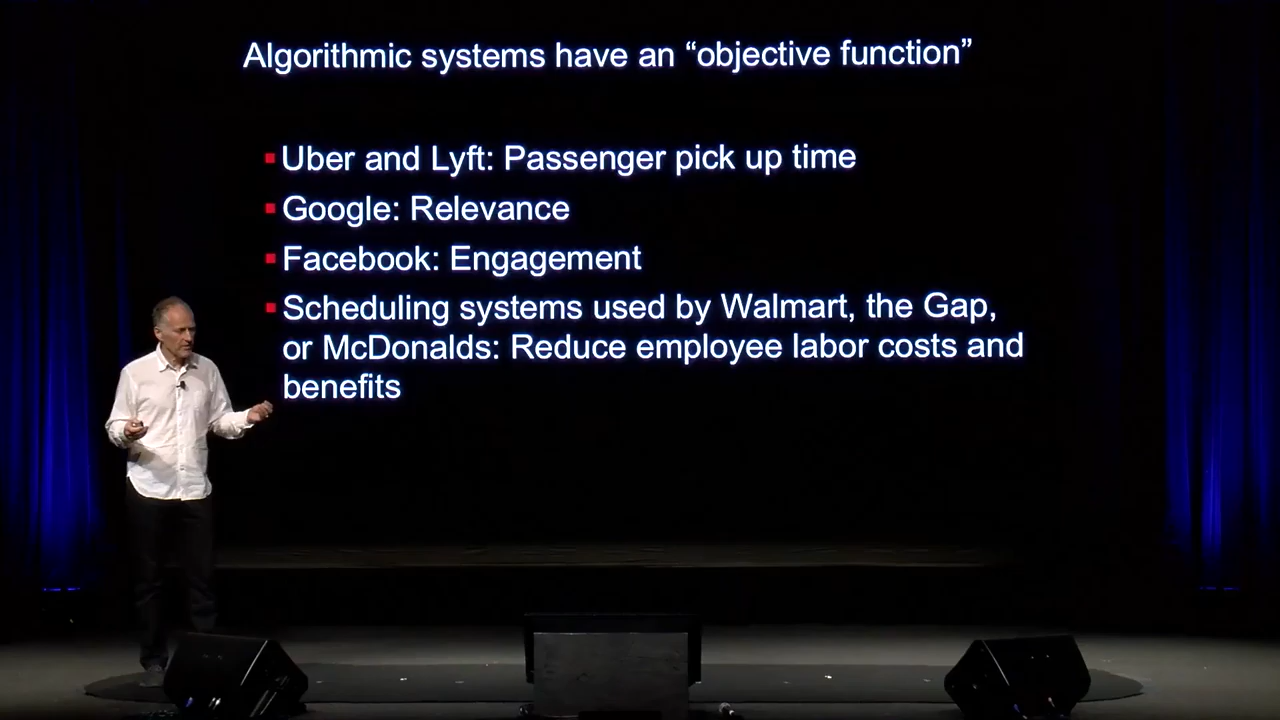 Algorithmic systems have an “objective function”
Uber and Lyft: Passenger pick up time
Google: Relevance
Facebook: Engagement
Scheduling systems used by Walmart, the Gap,
or McDonalds: Reduce employee labor costs and
benefits